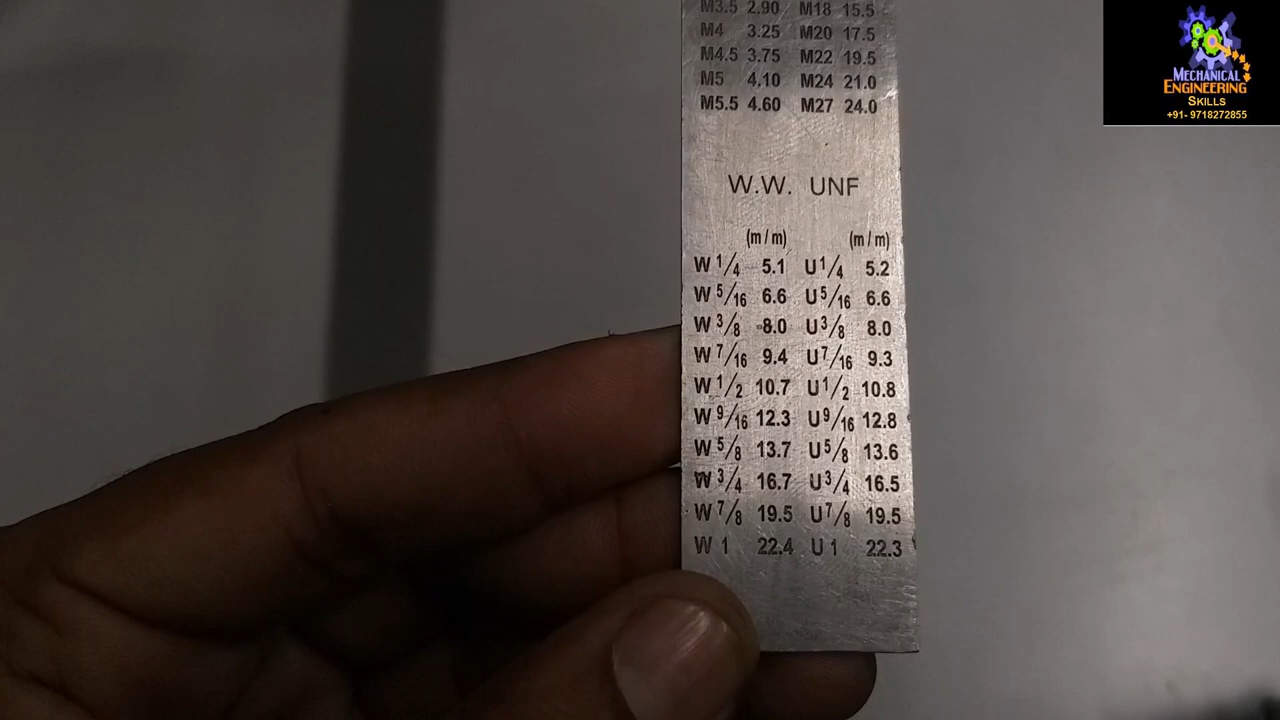 M3.5 2.90 M18 15.5
M4 3.25 M20 17.5
M4.5 3.75 M22 19.5
M5 4.10 M24 21.0
M5.5 4.60 M27 24.0
W.W. UNF
(m/m) (m/m)
W 1/4 5.1 U 1/4 5.2
W 5/16 6.6 U 5/16 6.6
W 3/8 8.0 U 3/8 8.0
W 7/16 9.4 U 7/16 9.3
W 1/2 10.7 U 1/2 10.8
W 9/16 12.3 U 9/16 12.8
W 5/8 13.7 U 5/8 13.6
W 3/4 16.7 U 3/4 16.5
W 7/8 19.5 U 7/8 19.5
W 1 22.4 U 1 22.3
MECHANICAL
ENGINEERING
SKILLS
+91- 9718272855